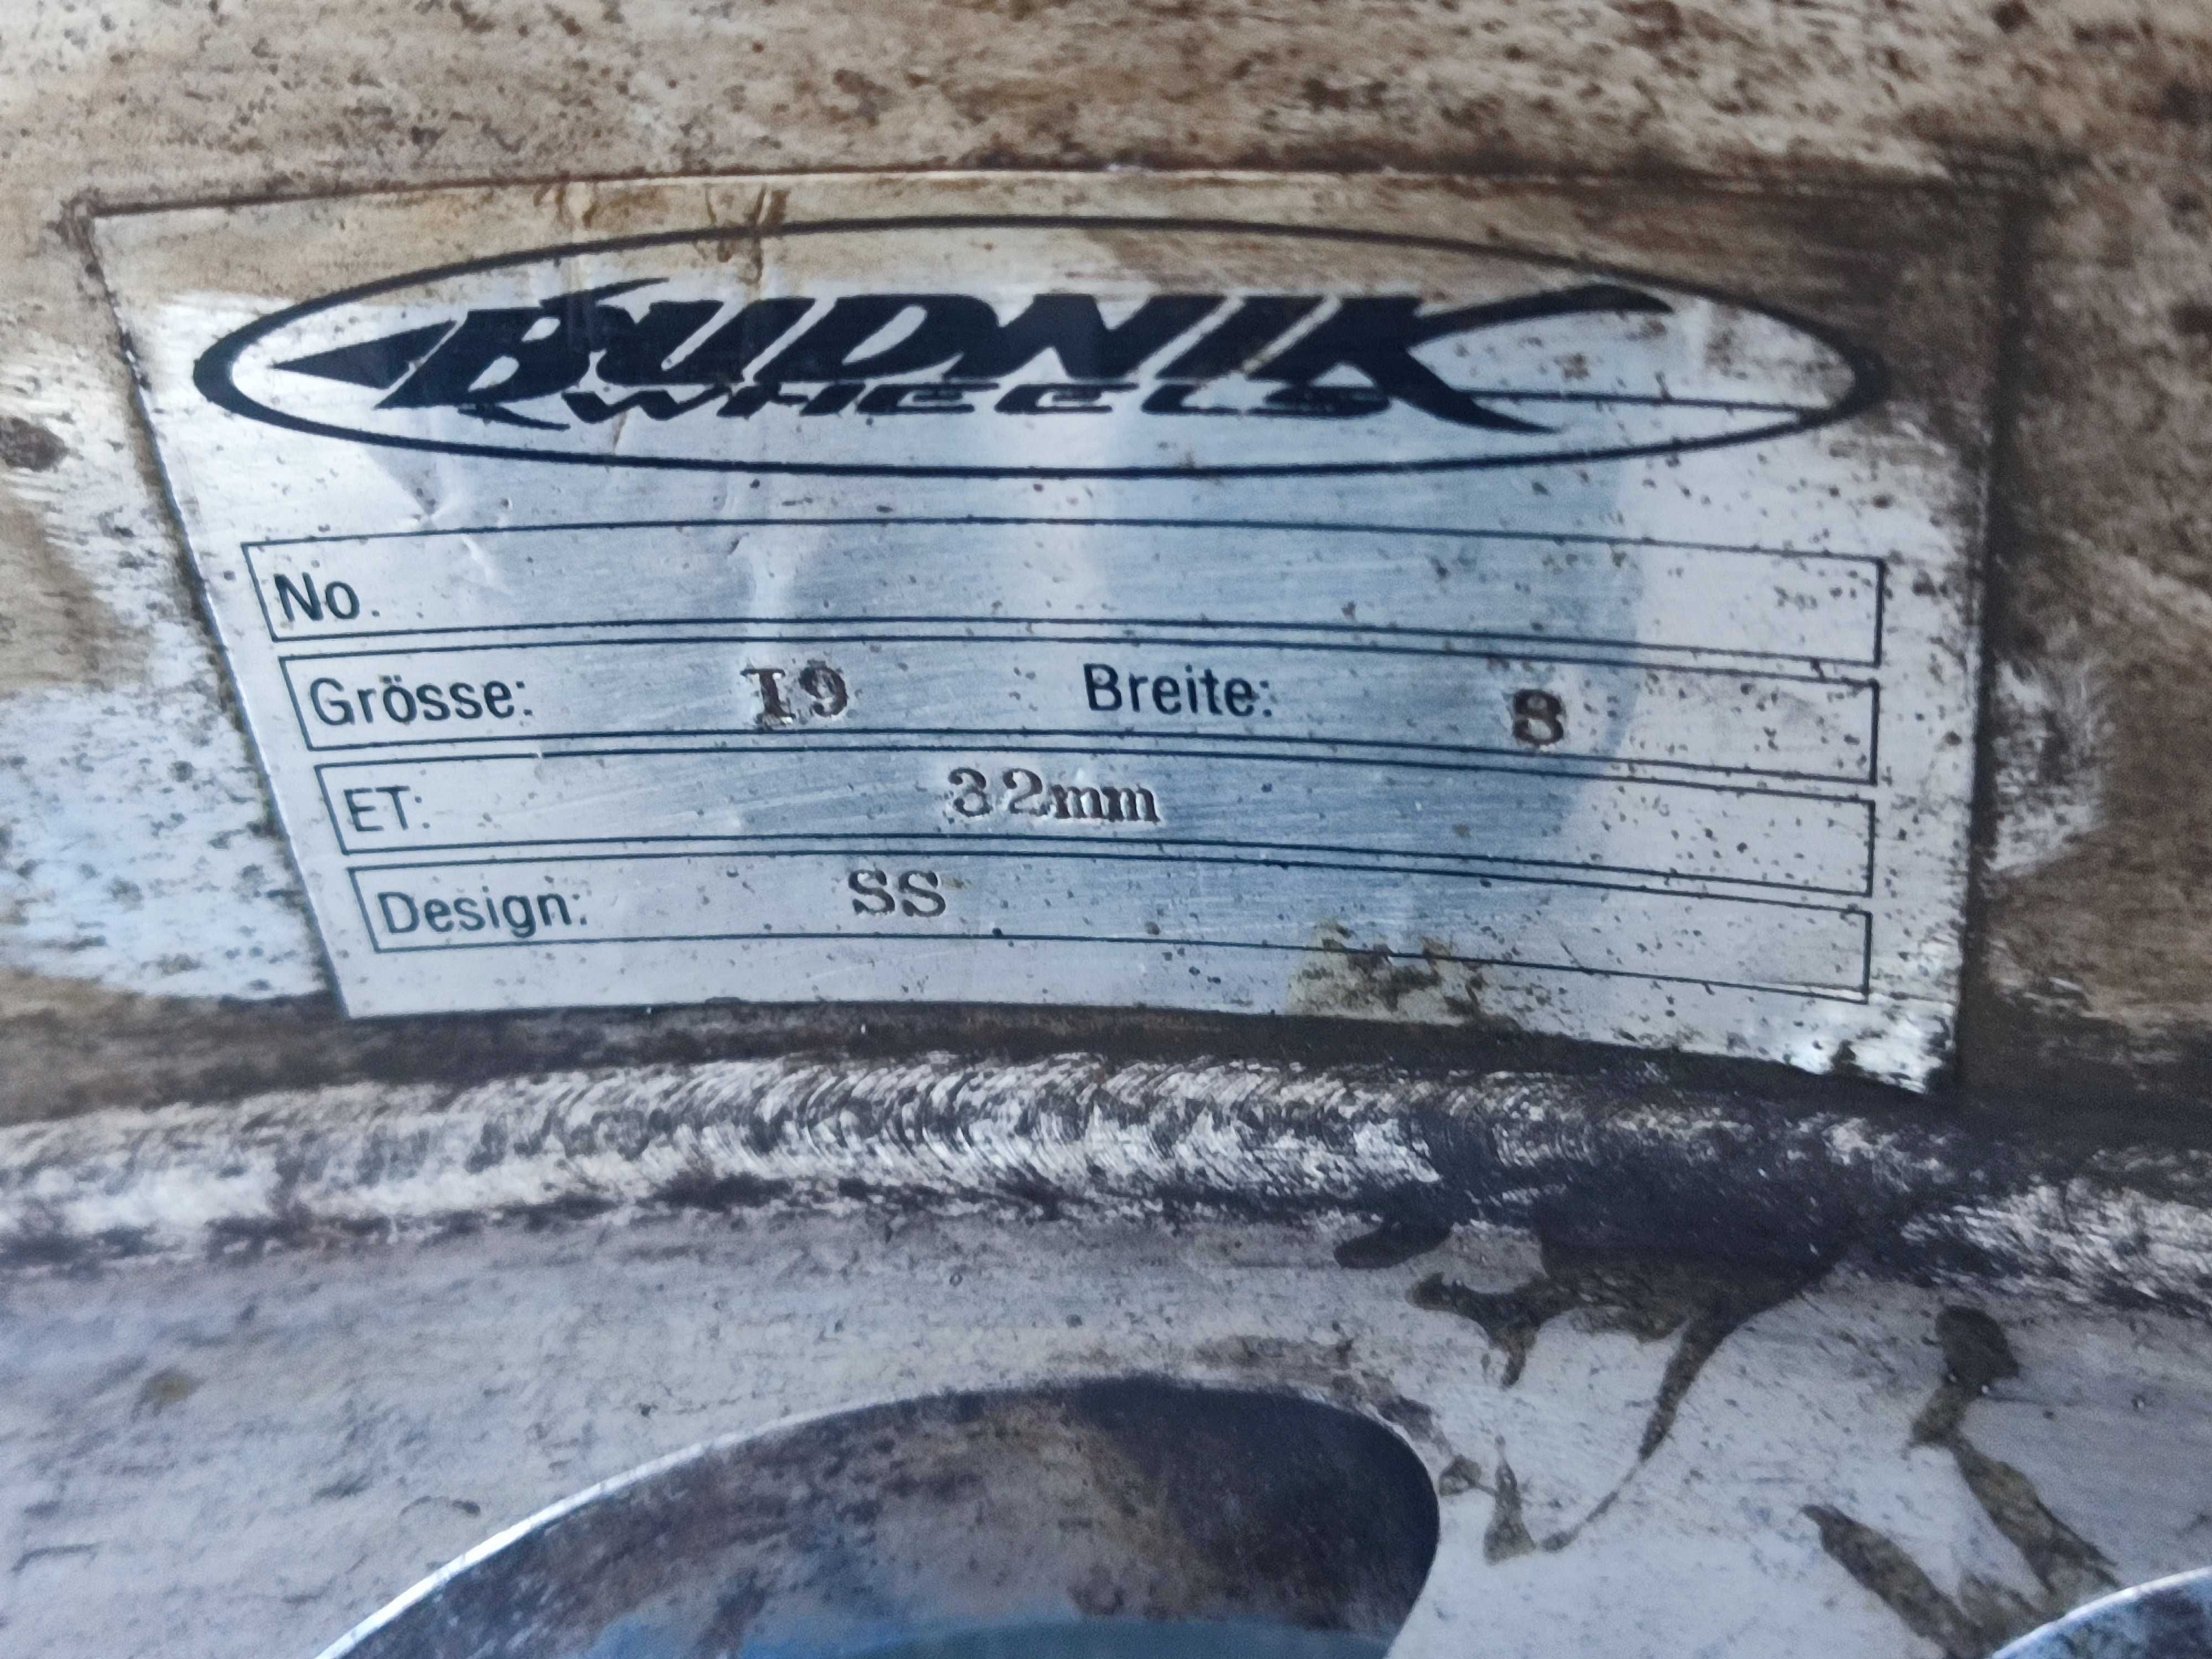 BUDNIK
WHEELS
No.
Grösse: 19 Breite: 8
ET: 32mm
Design: SS